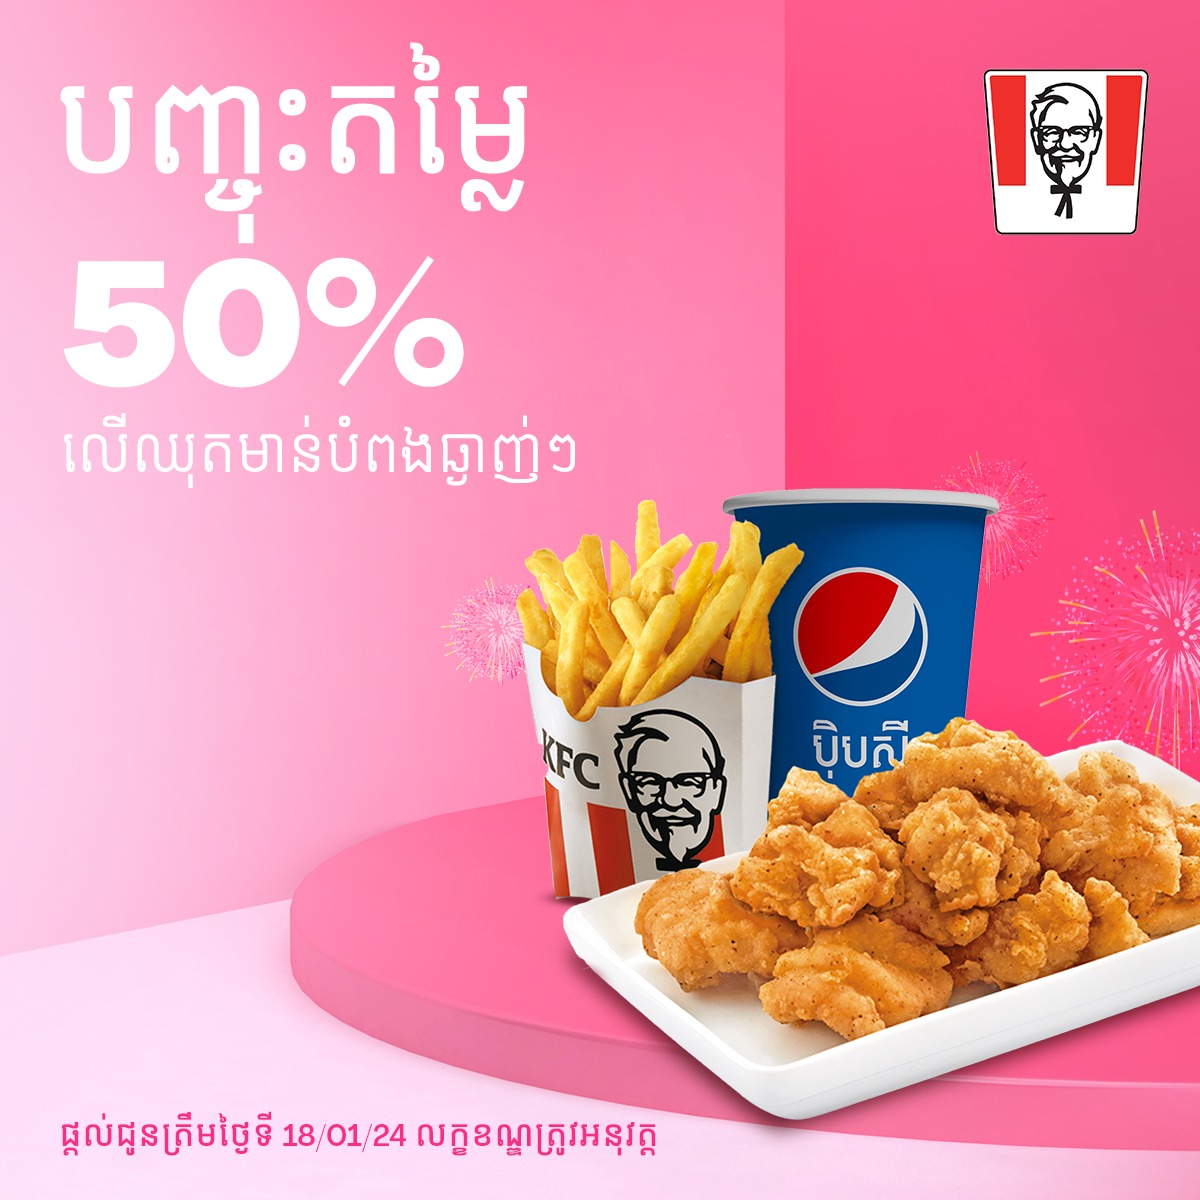 បញ្ចុះតម្លៃ
50%
លើឈុតមាន់បំពងឆ្ងាញ់ៗ
KFC
ប៉ិបស៊ី
ផ្តល់ជូនត្រឹមថ្ងៃទី 18/01/24 លក្ខខណ្ឌត្រូវអនុវត្ត